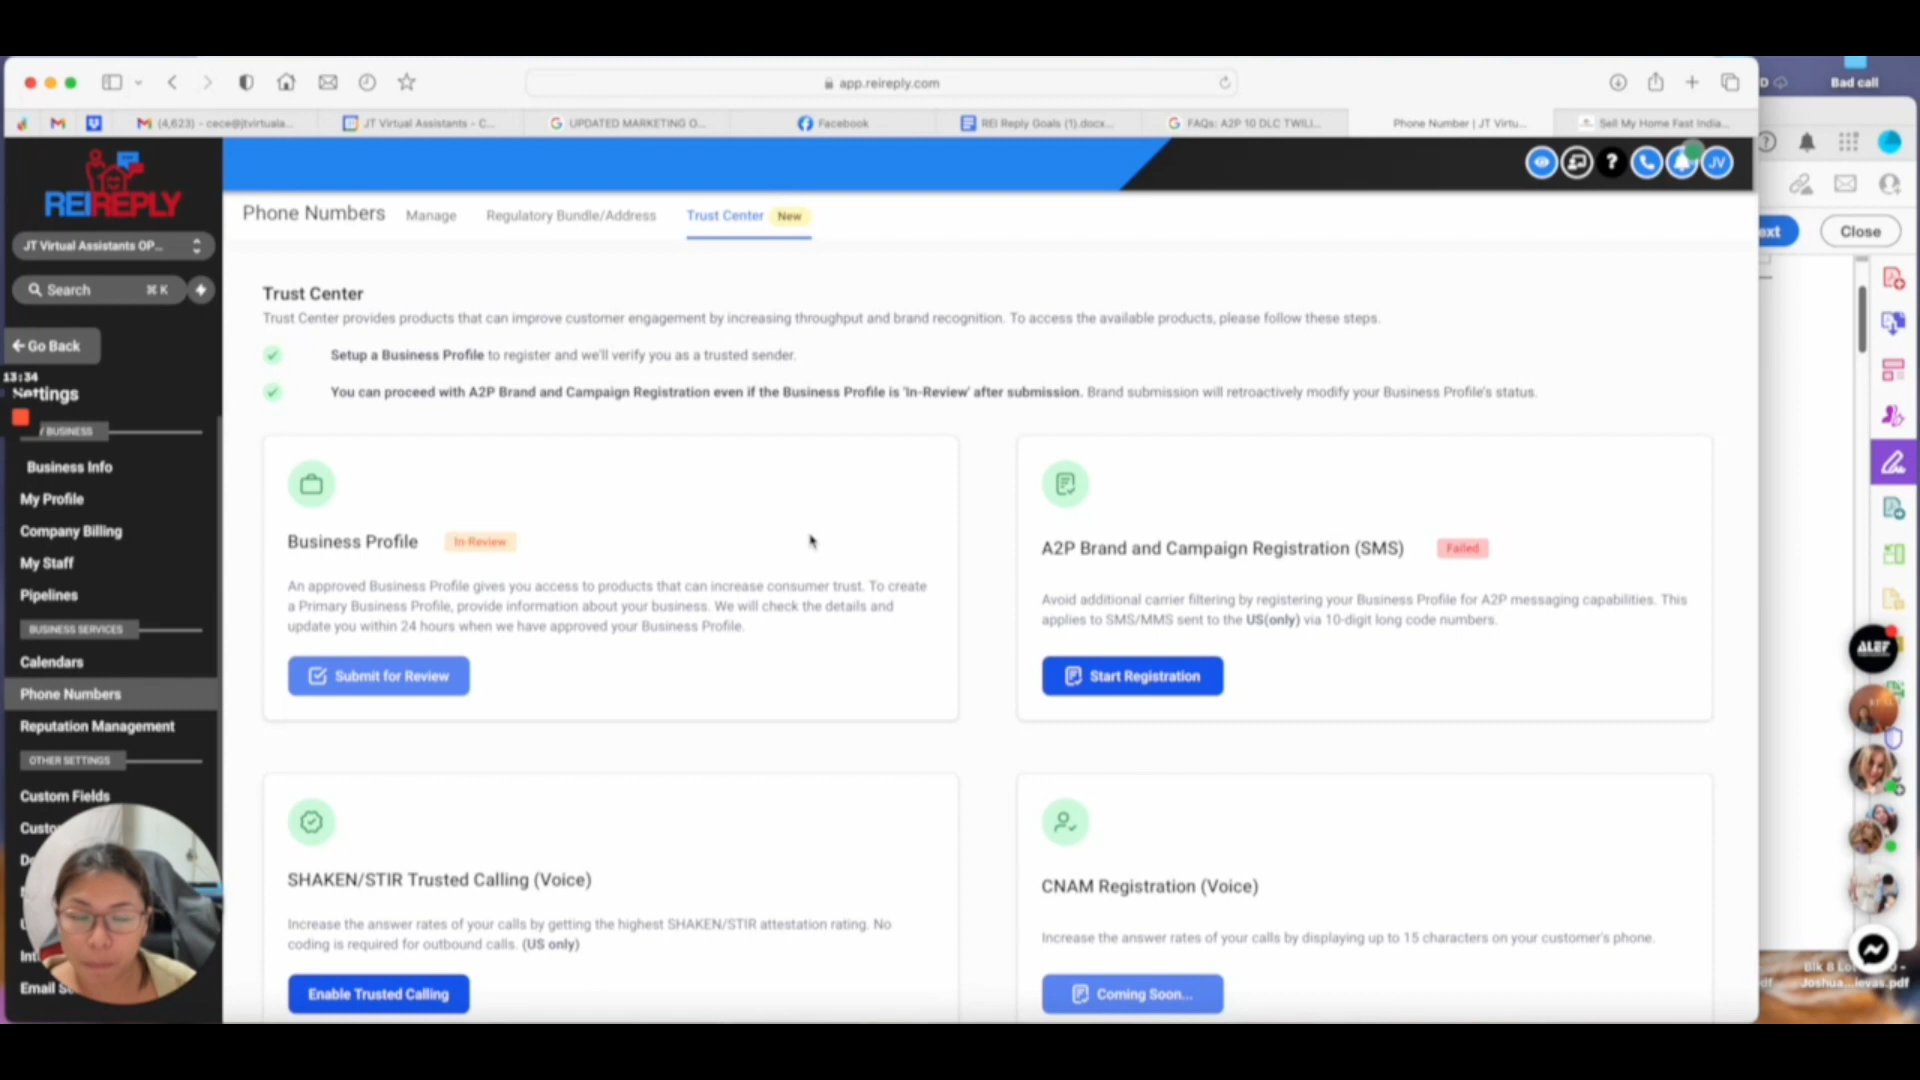 app.reireply.com
Bad call
(4,623) - cece@jtvirtuala...
JT Virtual Assistants - C...
UPDATED MARKETING O...
Facebook
REI Reply Goals (1).docx...
FAQs: A2P 10 DLC TWILI...
Phone Number | JT Virtu...
Sell My Home Fast India...
REIREPLY
JV
JT Virtual Assistants OP...
Search ⌘ K
Go Back
13:34
Settings
BUSINESS
Business Info
My Profile
Company Billing
My Staff
Pipelines
BUSINESS SERVICES
Calendars
Phone Numbers
Reputation Management
OTHER SETTINGS
Custom Fields
Phone Numbers
Manage
Regulatory Bundle/Address
Trust Center New
Close
Trust Center
Trust Center provides products that can improve customer engagement by increasing throughput and brand recognition. To access the available products, please follow these steps.
Setup a Business Profile to register and we'll verify you as a trusted sender.
You can proceed with A2P Brand and Campaign Registration even if the Business Profile is 'In-Review' after submission. Brand submission will retroactively modify your Business Profile's status.
Business Profile In-Review
An approved Business Profile gives you access to products that can increase consumer trust. To create
a Primary Business Profile, provide information about your business. We will check the details and
update you within 24 hours when we have approved your Business Profile.
Submit for Review
A2P Brand and Campaign Registration (SMS) Failed
Avoid additional carrier filtering by registering your Business Profile for A2P messaging capabilities. This
applies to SMS/MMS sent to the US(only) via 10-digit long code numbers.
Start Registration
SHAKEN/STIR Trusted Calling (Voice)
Increase the answer rates of your calls by getting the highest SHAKEN/STIR attestation rating. No
coding is required for outbound calls. (US only)
Enable Trusted Calling
CNAM Registration (Voice)
Increase the answer rates of your calls by displaying up to 15 characters on your customer's phone.
Coming Soon...
ALEF